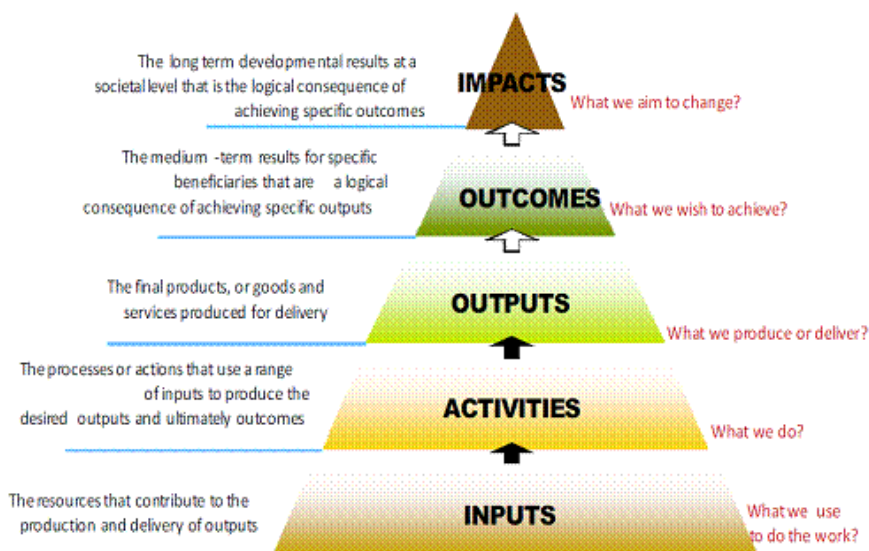 The long term developmental results at a
societal level that is the logical consequence of
achieving specific outcomes
IMPACTS
What we aim to change?
The medium -term results for specific
beneficiaries that are a logical
consequence of achieving specific outputs
OUTCOMES
What we wish to achieve?
The final products, or goods and
services produced for delivery
OUTPUTS
What we produce or deliver?
The processes or actions that use a range
of inputs to produce the
desired outputs and ultimately outcomes
ACTIVITIES
What we do?
The resources that contribute to the
production and delivery of outputs
INPUTS
What we use
to do the work?